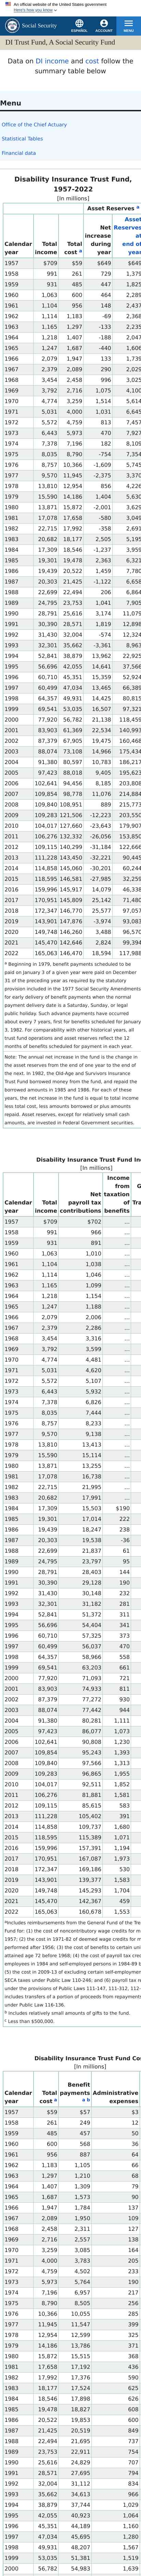 An official website of the United States government
Here's how you know
Social Security
ESPAÑOL
ACCOUNT
MENU
DI Trust Fund, A Social Security Fund
Data on DI income and cost follow the
summary table below
Menu
Office of the Chief Actuary
Statistical Tables
Financial data
Disability Insurance Trust Fund,
1957-2022
[In millions]
Asset Reserves a
Calendar year Total income Total cost a Net increase during year Asset Reserves at end of year
1957 $709 $59 $649 $649
1958 991 261 729 1,379
1959 931 485 447 1,825
1960 1,063 600 464 2,289
1961 1,104 956 148 2,437
1962 1,114 1,183 -69 2,368
1963 1,165 1,297 -133 2,235
1964 1,218 1,407 -188 2,047
1965 1,247 1,687 -440 1,606
1966 2,079 1,947 133 1,739
1967 2,379 2,089 290 2,029
1968 3,454 2,458 996 3,025
1969 3,792 2,716 1,075 4,100
1970 4,774 3,259 1,514 5,614
1971 5,031 4,000 1,031 6,645
1972 5,572 4,759 813 7,457
1973 6,443 5,973 470 7,927
1974 7,378 7,196 182 8,109
1975 8,035 8,790 -754 7,354
1976 8,757 10,366 -1,609 5,745
1977 9,570 11,945 -2,375 3,370
1978 13,810 12,954 856 4,226
1979 15,590 14,186 1,404 5,630
1980 13,871 15,872 -2,001 3,629
1981 17,078 17,658 -580 3,049
1982 22,715 17,992 -358 2,691
1983 20,682 18,177 2,505 5,195
1984 17,309 18,546 -1,237 3,959
1985 19,301 19,478 2,363 6,321
1986 19,439 20,522 1,459 7,780
1987 20,303 21,425 -1,122 6,658
1988 22,699 22,494 206 6,864
1989 24,795 23,753 1,041 7,905
1990 28,791 25,616 3,174 11,079
1991 30,390 28,571 1,819 12,898
1992 31,430 32,004 -574 12,324
1993 32,301 35,662 -3,361 8,963
1994 52,841 38,879 13,962 22,925
1995 56,696 42,055 14,641 37,566
1996 60,710 45,351 15,359 52,924
1997 60,499 47,034 13,465 66,389
1998 64,357 49,931 14,425 80,815
1999 69,541 53,035 16,507 97,321
2000 77,920 56,782 21,138 118,459
2001 83,903 61,369 22,534 140,993
2002 87,379 67,905 19,475 160,468
2003 88,074 73,108 14,966 175,434
2004 91,380 80,597 10,783 186,217
2005 97,423 88,018 9,405 195,623
2006 102,641 94,456 8,185 203,808
2007 109,854 98,778 11,076 214,884
2008 109,840 108,951 889 215,773
2009 109,283 121,506 -12,223 203,550
2010 104,017 127,660 -23,643 179,907
2011 106,276 132,332 -26,056 153,850
2012 109,115 140,299 -31,184 122,666
2013 111,228 143,450 -32,221 90,445
2014 114,858 145,060 -30,201 60,244
2015 118,595 146,581 -27,985 32,259
2016 159,996 145,917 14,079 46,338
2017 170,951 145,809 25,142 71,480
2018 172,347 146,770 25,577 97,057
2019 143,901 147,876 -3,974 93,083
2020 149,748 146,260 3,488 96,570
2021 145,470 142,646 2,824 99,394
2022 165,063 146,470 18,594 117,988
a Beginning in 1979, benefit payments scheduled to be
paid on January 3 of a given year were paid on December
31 of the preceding year as required by the statutory
provision included in the 1977 Social Security Amendments
for early delivery of benefit payments when the normal
payment delivery date is a Saturday, Sunday, or legal
public holiday. Such advance payments have occurred
about every 7 years, first for benefits scheduled for January
3, 1982. For comparability with other historical years, all
trust fund operations and asset reserves reflect the 12
months of benefits scheduled for payment in each year.
Note: The annual net increase in the fund is the change in the
asset reserves from the end of one year to the end of the
next. In 1982, the Old-Age and Survivors Insurance
Trust Fund borrowed money from the fund, and repaid the
borrowed amounts in 1985 and 1986. For each of these
years, the net increase in the fund is equal to total income
less total cost, less amounts borrowed or plus amounts
repaid. Asset reserves, except for relatively small cash
amounts, are invested in Federal Government securities.
Disability Insurance Trust Fund In
[In millions]
Calendar year Total income Net payroll tax contributions Income from taxation of benefits
1957 $709 $702 ...
1958 991 966 ...
1959 931 891 ...
1960 1,063 1,010 ...
1961 1,104 1,038 ...
1962 1,114 1,046 ...
1963 1,165 1,099 ...
1964 1,218 1,154 ...
1965 1,247 1,188 ...
1966 2,079 2,006 ...
1967 2,379 2,286 ...
1968 3,454 3,316 ...
1969 3,792 3,599 ...
1970 4,774 4,481 ...
1971 5,031 4,620 ...
1972 5,572 5,107 ...
1973 6,443 5,932 ...
1974 7,378 6,826 ...
1975 8,035 7,444 ...
1976 8,757 8,233 ...
1977 9,570 9,138 ...
1978 13,810 13,413 ...
1979 15,590 15,114 ...
1980 13,871 13,255 ...
1981 17,078 16,738 ...
1982 22,715 21,995 ...
1983 20,682 17,991 ...
1984 17,309 15,503 $190
1985 19,301 17,014 222
1986 19,439 18,247 238
1987 20,303 19,538 -36
1988 22,699 21,837 61
1989 24,795 23,797 95
1990 28,791 28,403 144
1991 30,390 29,128 190
1992 31,430 30,148 232
1993 32,301 31,182 281
1994 52,841 51,372 311
1995 56,696 54,404 341
1996 60,710 57,325 373
1997 60,499 56,037 470
1998 64,357 58,966 558
1999 69,541 63,203 661
2000 77,920 71,093 721
2001 83,903 74,933 811
2002 87,379 77,272 930
2003 88,074 77,442 944
2004 91,380 80,281 1,111
2005 97,423 86,077 1,073
2006 102,641 90,808 1,230
2007 109,854 95,243 1,393
2008 109,840 97,566 1,313
2009 109,283 96,865 1,955
2010 104,017 92,511 1,852
2011 106,276 81,881 1,581
2012 109,115 85,615 583
2013 111,228 105,402 391
2014 114,858 109,737 1,680
2015 118,595 115,389 1,071
2016 159,996 157,391 1,194
2017 170,951 167,087 1,973
2018 172,347 169,186 530
2019 143,901 139,377 1,583
2020 149,748 145,293 1,704
2021 145,470 142,367 459
2022 165,063 160,678 1,553
Fund for: (1) the cost of noncontributory wage credits for
1957; (2) the cost in 1971-82 of deemed wage credits for
performed after 1956; (3) the cost of benefits to certain
attained age 72 before 1968; (4) the cost of payroll tax
employees in 1984 and self-employed persons in 1984-89
(5) the cost in 2009-13 of excluding certain self-employment
SECA taxes under Public Law 110-246; and (6) payroll tax
under the provisions of Public Laws 111-147, 111-312, 112-
includes transfers of a portion of proceeds from repayment
under Public Law 116-136.
b Includes relatively small amounts of gifts to the fund.
c Less than $500,000.
Disability Insurance Trust Fund Co
[In millions]
Calendar year Total cost a Benefit payments a b Administrative expenses
1957 $59 $57 $3
1958 261 249 12
1959 485 457 50
1960 600 568 36
1961 956 887 64
1962 1,183 1,105 66
1963 1,297 1,210 68
1964 1,407 1,309 79
1965 1,687 1,573 90
1966 1,947 1,784 137
1967 2,089 1,950 109
1968 2,458 2,311 127
1969 2,716 2,557 138
1970 3,259 3,085 164
1971 4,000 3,783 205
1972 4,759 4,502 233
1973 5,973 5,764 190
1974 7,196 6,957 217
1975 8,790 8,505 256
1976 10,366 10,055 285
1977 11,945 11,547 399
1978 12,954 12,599 325
1979 14,186 13,786 371
1980 15,872 15,515 368
1981 17,658 17,192 436
1982 17,992 17,376 590
1983 18,177 17,524 625
1984 18,546 17,898 626
1985 19,478 18,827 608
1986 20,522 19,853 600
1987 21,425 20,519 849
1988 22,494 21,695 737
1989 23,753 22,911 754
1990 25,616 24,829 707
1991 28,571 27,695 794
1992 32,004 31,112 834
1993 35,662 34,613 966
1994 38,879 37,744 1,029
1995 42,055 40,923 1,064
1996 45,351 44,189 1,160
1997 47,034 45,695 1,280
1998 49,931 48,207 1,567
1999 53,035 51,381 1,519
2000 56,782 54,983 1,639